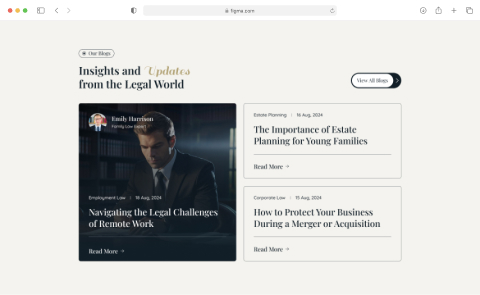 figma.com
Our Blogs
Insights and Updates
from the Legal World
View All Blogs
Emily Harrison
Family Law Expert
Employment Law | 18 Aug, 2024
Navigating the Legal Challenges
of Remote Work
Read More →
Estate Planning | 16 Aug, 2024
The Importance of Estate
Planning for Young Families
Read More →
Corporate Law | 15 Aug, 2024
How to Protect Your Business
During a Merger or Acquisition
Read More →